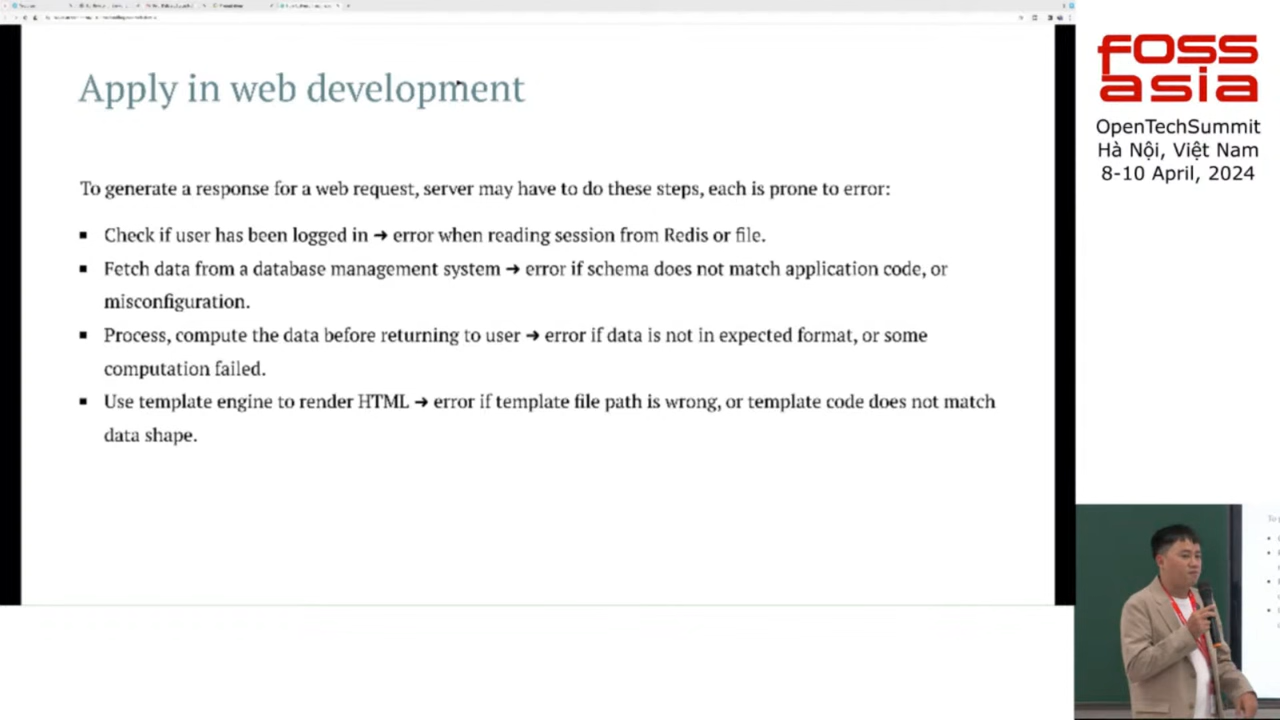 Apply in web development
To generate a response for a web request, server may have to do these steps, each is prone to error:
▪ Check if user has been logged in ➔ error when reading session from Redis or file.
▪ Fetch data from a database management system ➔ error if schema does not match application code, or
misconfiguration.
▪ Process, compute the data before returning to user ➔ error if data is not in expected format, or some
computation failed.
▪ Use template engine to render HTML ➔ error if template file path is wrong, or template code does not match
data shape.
FOSS
asia
OpenTechSummit
Hà Nội, Việt Nam
8-10 April, 2024